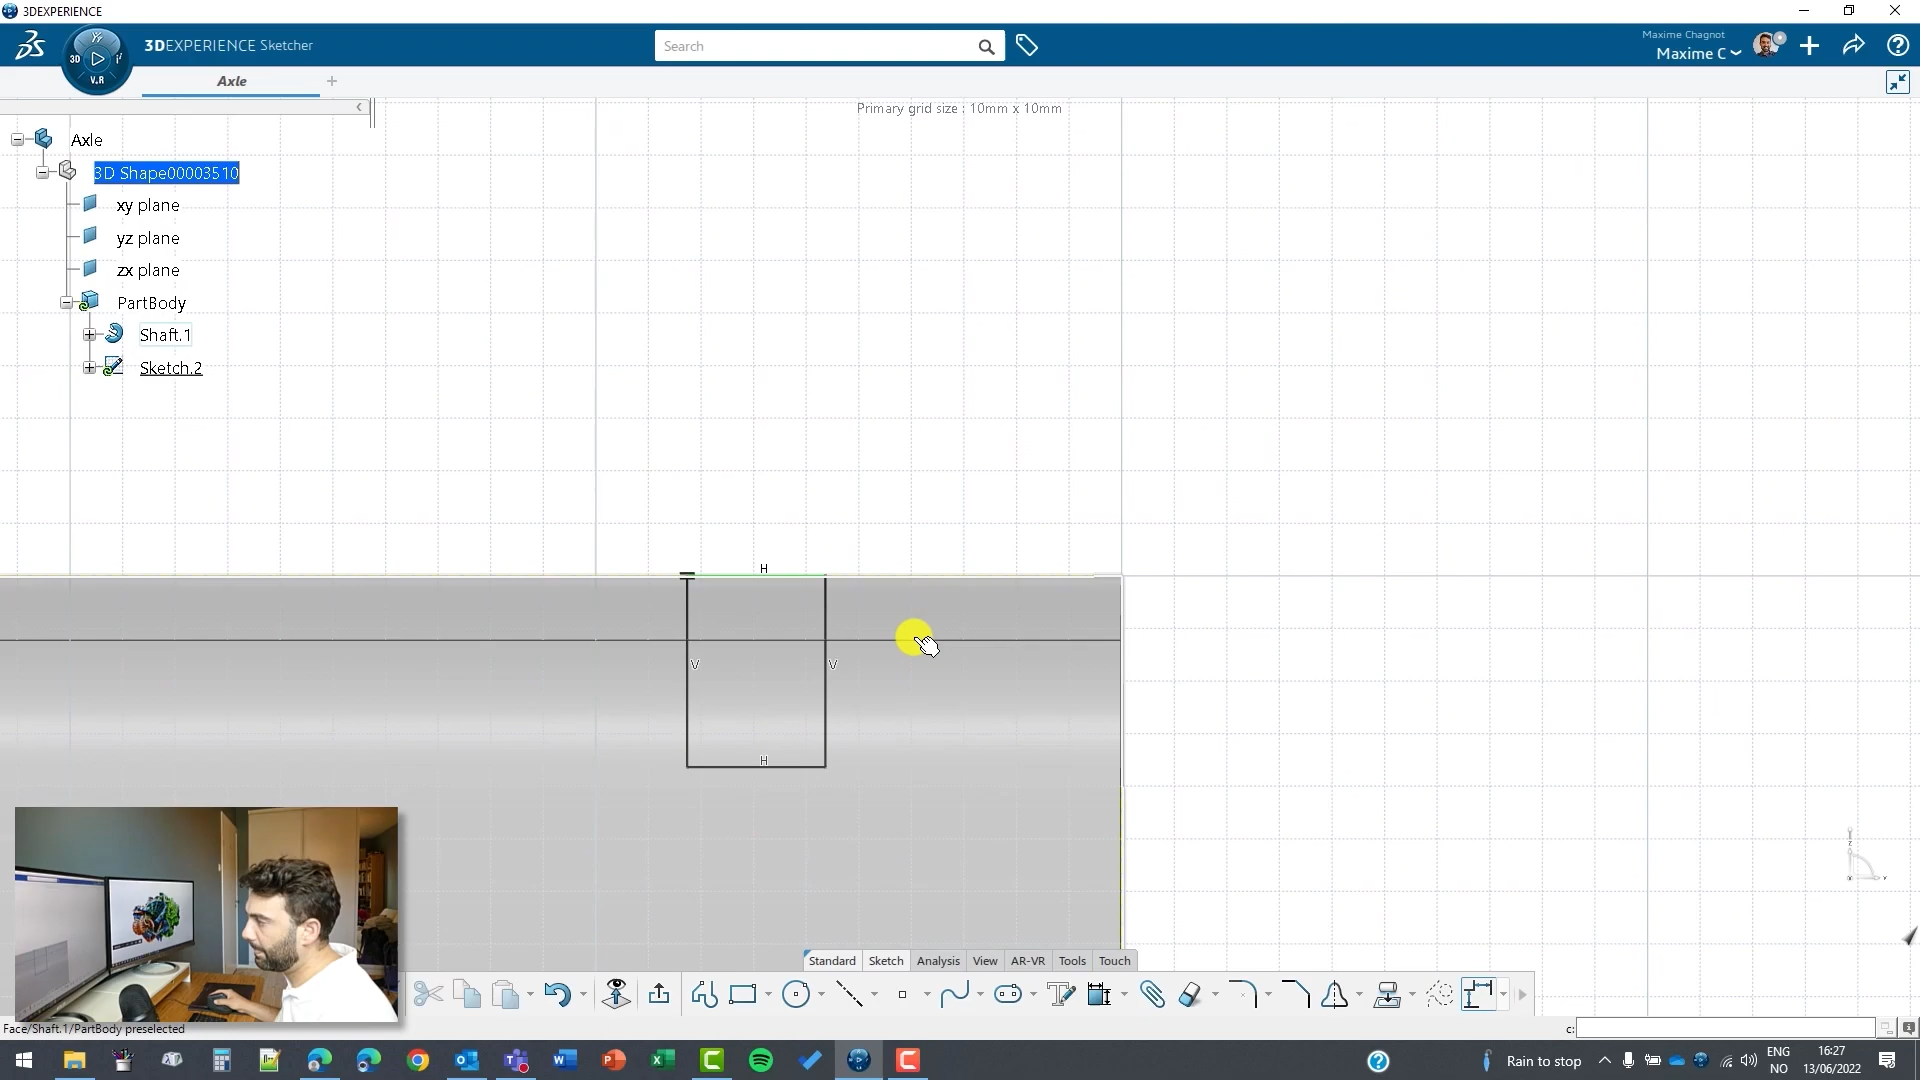 3DEXPERIENCE
3DEXPERIENCE Sketcher
3D
V.R
Search
Maxime Chagnot
Maxime C
Axle
Primary grid size : 10mm x 10mm
Axle
3D Shape00003510
xy plane
yz plane
zx plane
PartBody
Shaft.1
Sketch.2
H
V
V
H
Standard
Sketch
Analysis
View
AR-VR
Tools
Touch
Face/Shaft.1/PartBody preselected
c:
Rain to stop
ENG
NO
16:27
13/06/2022